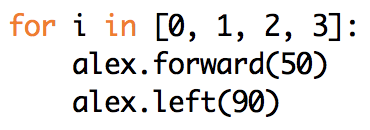 for i in [0, 1, 2, 3]:
    alex.forward(50)
    alex.left(90)